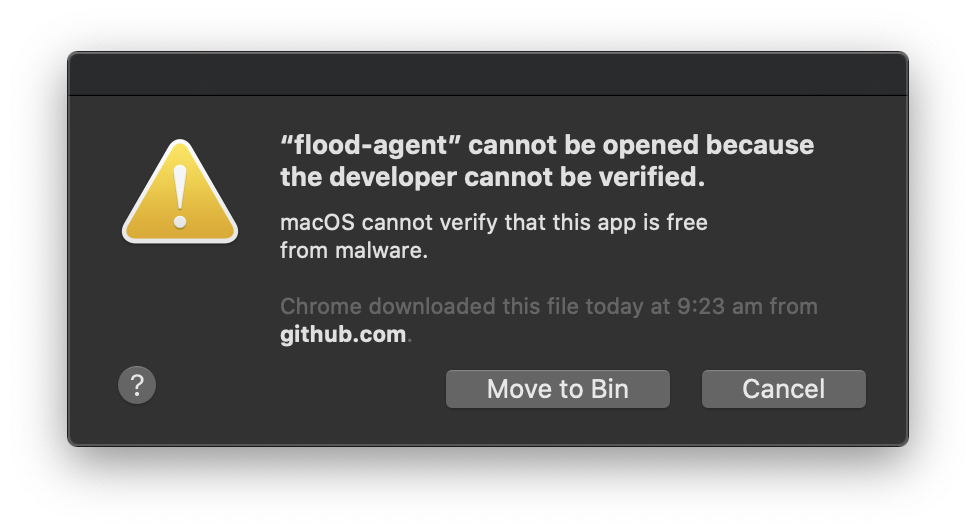 “flood-agent” cannot be opened because
the developer cannot be verified.
macOS cannot verify that this app is free
from malware.
Chrome downloaded this file today at 9:23 am from
github.com.
?
Move to Bin
Cancel